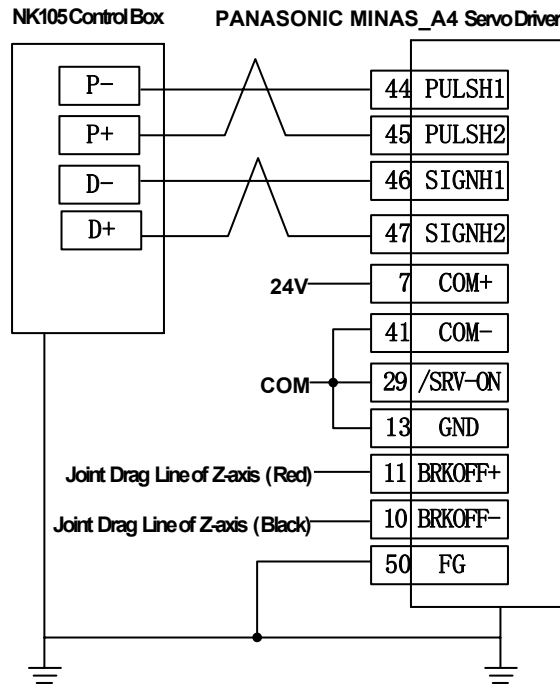 NK105 Control Box
PANASONIC MINAS_A4 Servo Driver
P-
44 PULSH1
P+
45 PULSH2
D-
46 SIGNH1
D+
47 SIGNH2
24V
7 COM+
41 COM-
COM
29 /SRV-ON
13 GND
Joint Drag Line of Z-axis (Red)
11 BRKOFF+
Joint Drag Line of Z-axis (Black)
10 BRKOFF-
50 FG